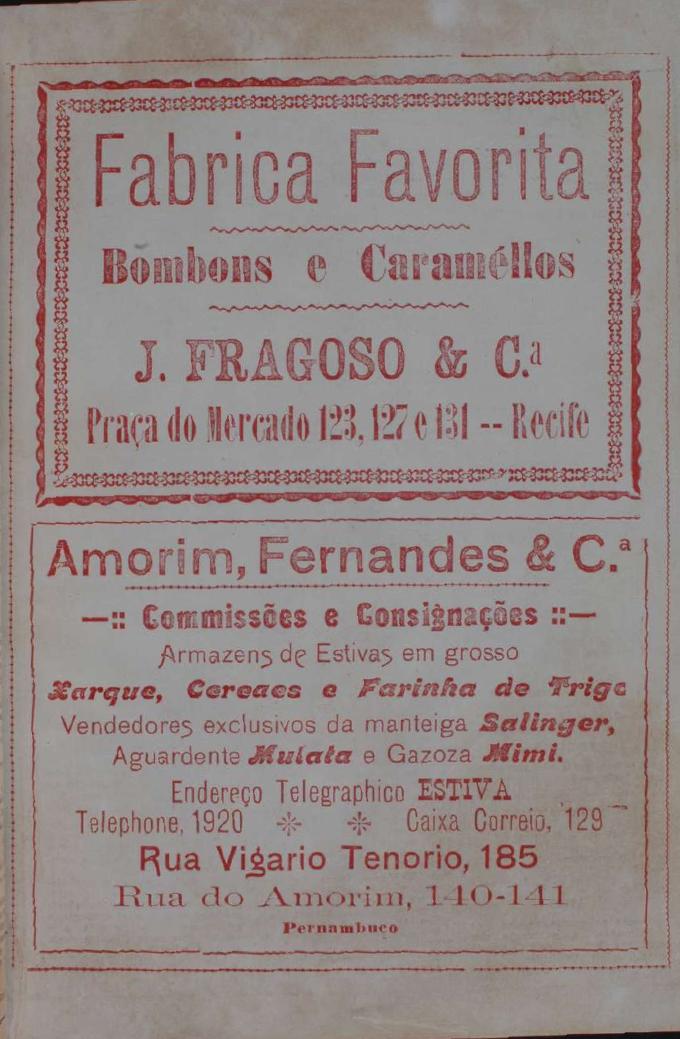 Fabrica Favorita
Bombons e Caraméllos
J. FRAGOSO & C.ª
Praça do Mercado 123, 127 e 131 -- Recife
Amorim, Fernandes & C.ª
—:: Commissões e Consignações ::—
Armazens de Estivas em grosso
Xarque, Cereaes e Farinha de Trigo
Vendedores exclusivos da manteiga Salinger,
Aguardente Mulata e Gazoza Mimi.
Endereço Telegraphico ESTIVA
Telephone, 1920 ⁎ ⁎ Caixa Correio, 129
Rua Vigario Tenorio, 185
Rua do Amorim, 140-141
Pernambuco